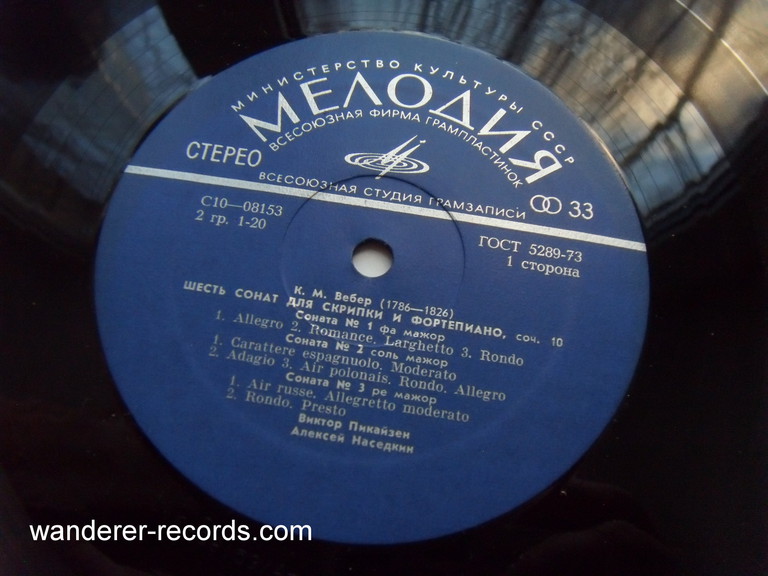 МИНИСТЕРСТВО КУЛЬТУРЫ СССР
МЕЛОДИЯ
ВСЕСОЮЗНАЯ ФИРМА ГРАМПЛАСТИНОК
СТЕРЕО
ВСЕСОЮЗНАЯ СТУДИЯ ГРАМЗАПИСИ
33
С10—08153
2 гр. 1-20
ГОСТ 5289-73
1 сторона
К. М. Вебер (1786—1826)
ШЕСТЬ СОНАТ ДЛЯ СКРИПКИ И ФОРТЕПИАНО, соч. 10
Соната № 1 фа мажор
1. Allegro 2. Romance. Larghetto 3. Rondo
Соната № 2 соль мажор
1. Carattere espagnuolo. Moderato
2. Adagio 3. Air polonais. Rondo. Allegro
Соната № 3 ре мажор
1. Air russe. Allegretto moderato
2. Rondo. Presto
Виктор Пикайзен
Алексей Наседкин
wanderer-records.com